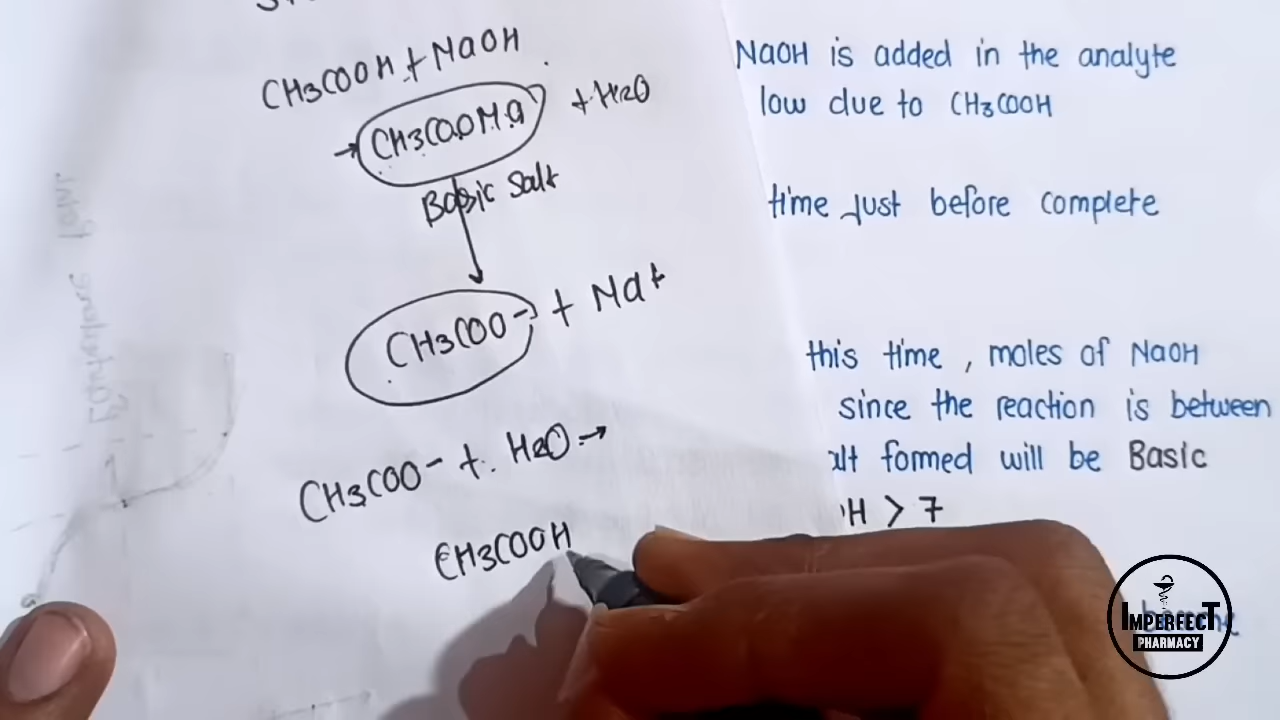 CH3COOH + NaOH
→ CH3COONa + H2O
Basic Salt
CH3COO- + Na+
CH3COO- + H2O →
CH3COOH
NaOH is added in the analyte
low due to CH3COOH
time Just before complete
this time , moles of NaOH
since the reaction is between
alt formed will be Basic
H > 7
IMPERFECT
PHARMACY